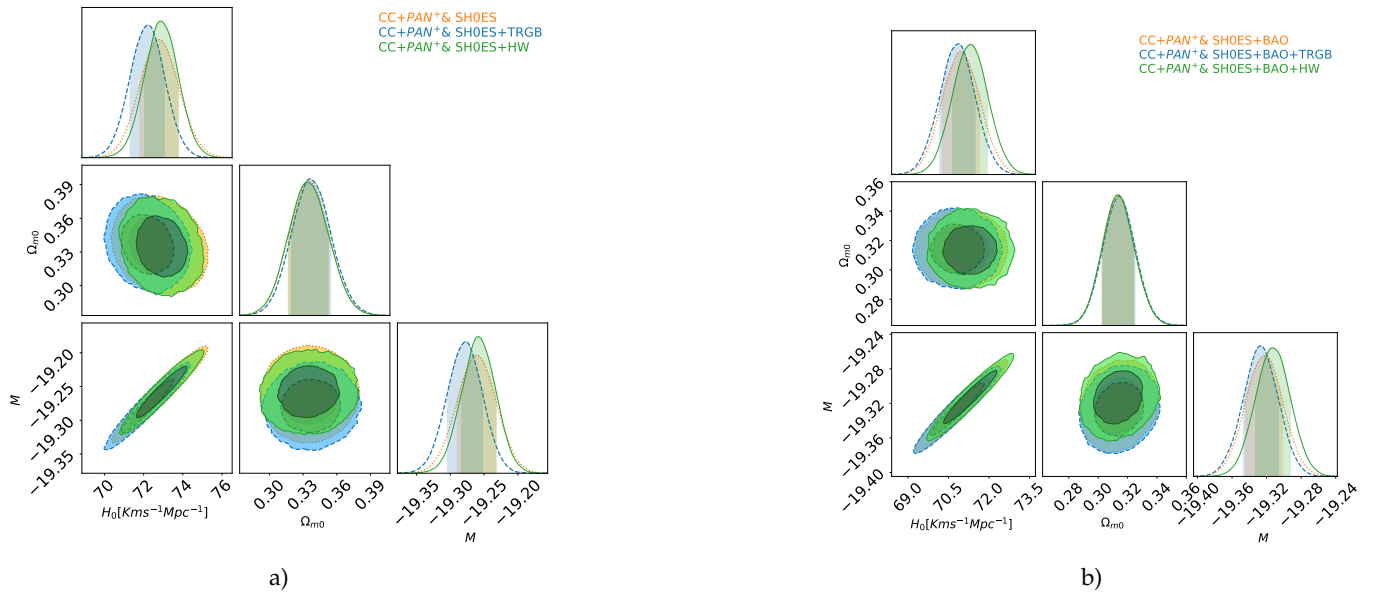 CC+PAN⁺& SH0ES
CC+PAN⁺& SH0ES+TRGB
CC+PAN⁺& SH0ES+HW
0.39
0.36
0.33
0.30
Ωm0
−19.20
−19.25
−19.30
−19.35
M
70
72
74
76
H0[Kms⁻¹Mpc⁻¹]
0.30
0.33
0.36
0.39
Ωm0
−19.35
−19.30
−19.25
−19.20
M
a)
CC+PAN⁺& SH0ES+BAO
CC+PAN⁺& SH0ES+BAO+TRGB
CC+PAN⁺& SH0ES+BAO+HW
0.36
0.34
0.32
0.30
0.28
Ωm0
−19.24
−19.28
−19.32
−19.36
−19.40
M
69.0
70.5
72.0
73.5
H0[Kms⁻¹Mpc⁻¹]
0.28
0.30
0.32
0.34
0.36
Ωm0
−19.40
−19.36
−19.32
−19.28
−19.24
M
b)